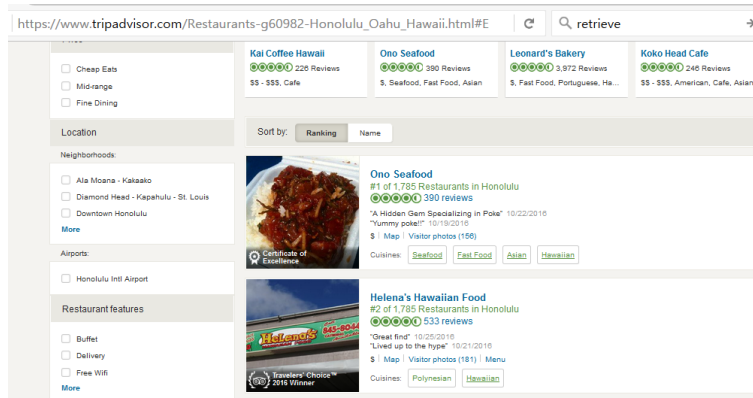 https://www.tripadvisor.com/Restaurants-g60982-Honolulu_Oahu_Hawaii.html#E
retrieve
Cheap Eats
Mid-range
Fine Dining
Location
Neighborhoods:
Ala Moana - Kakaako
Diamond Head - Kapahulu - St. Louis
Downtown Honolulu
More
Airports:
Honolulu Intl Airport
Restaurant features
Buffet
Delivery
Free Wifi
More
Kai Coffee Hawaii
226 Reviews
$$ - $$$, Cafe
Ono Seafood
390 Reviews
$, Seafood, Fast Food, Asian
Leonard's Bakery
3,972 Reviews
$, Fast Food, Portuguese, Ha...
Koko Head Cafe
246 Reviews
$$ - $$$, American, Cafe, Asian
Sort by: Ranking Name
Certificate of
Excellence
Ono Seafood
#1 of 1,785 Restaurants in Honolulu
390 reviews
"A Hidden Gem Specializing in Poke" 10/22/2016
"Yummy poke!!" 10/19/2016
$ | Map | Visitor photos (156)
Cuisines: Seafood Fast Food Asian Hawaiian
Helena's
845-8044
Travelers' Choice™
2016 Winner
Helena's Hawaiian Food
#2 of 1,785 Restaurants in Honolulu
533 reviews
"Great find" 10/25/2016
"Lived up to the hype" 10/21/2016
$ | Map | Visitor photos (181) | Menu
Cuisines: Polynesian Hawaiian